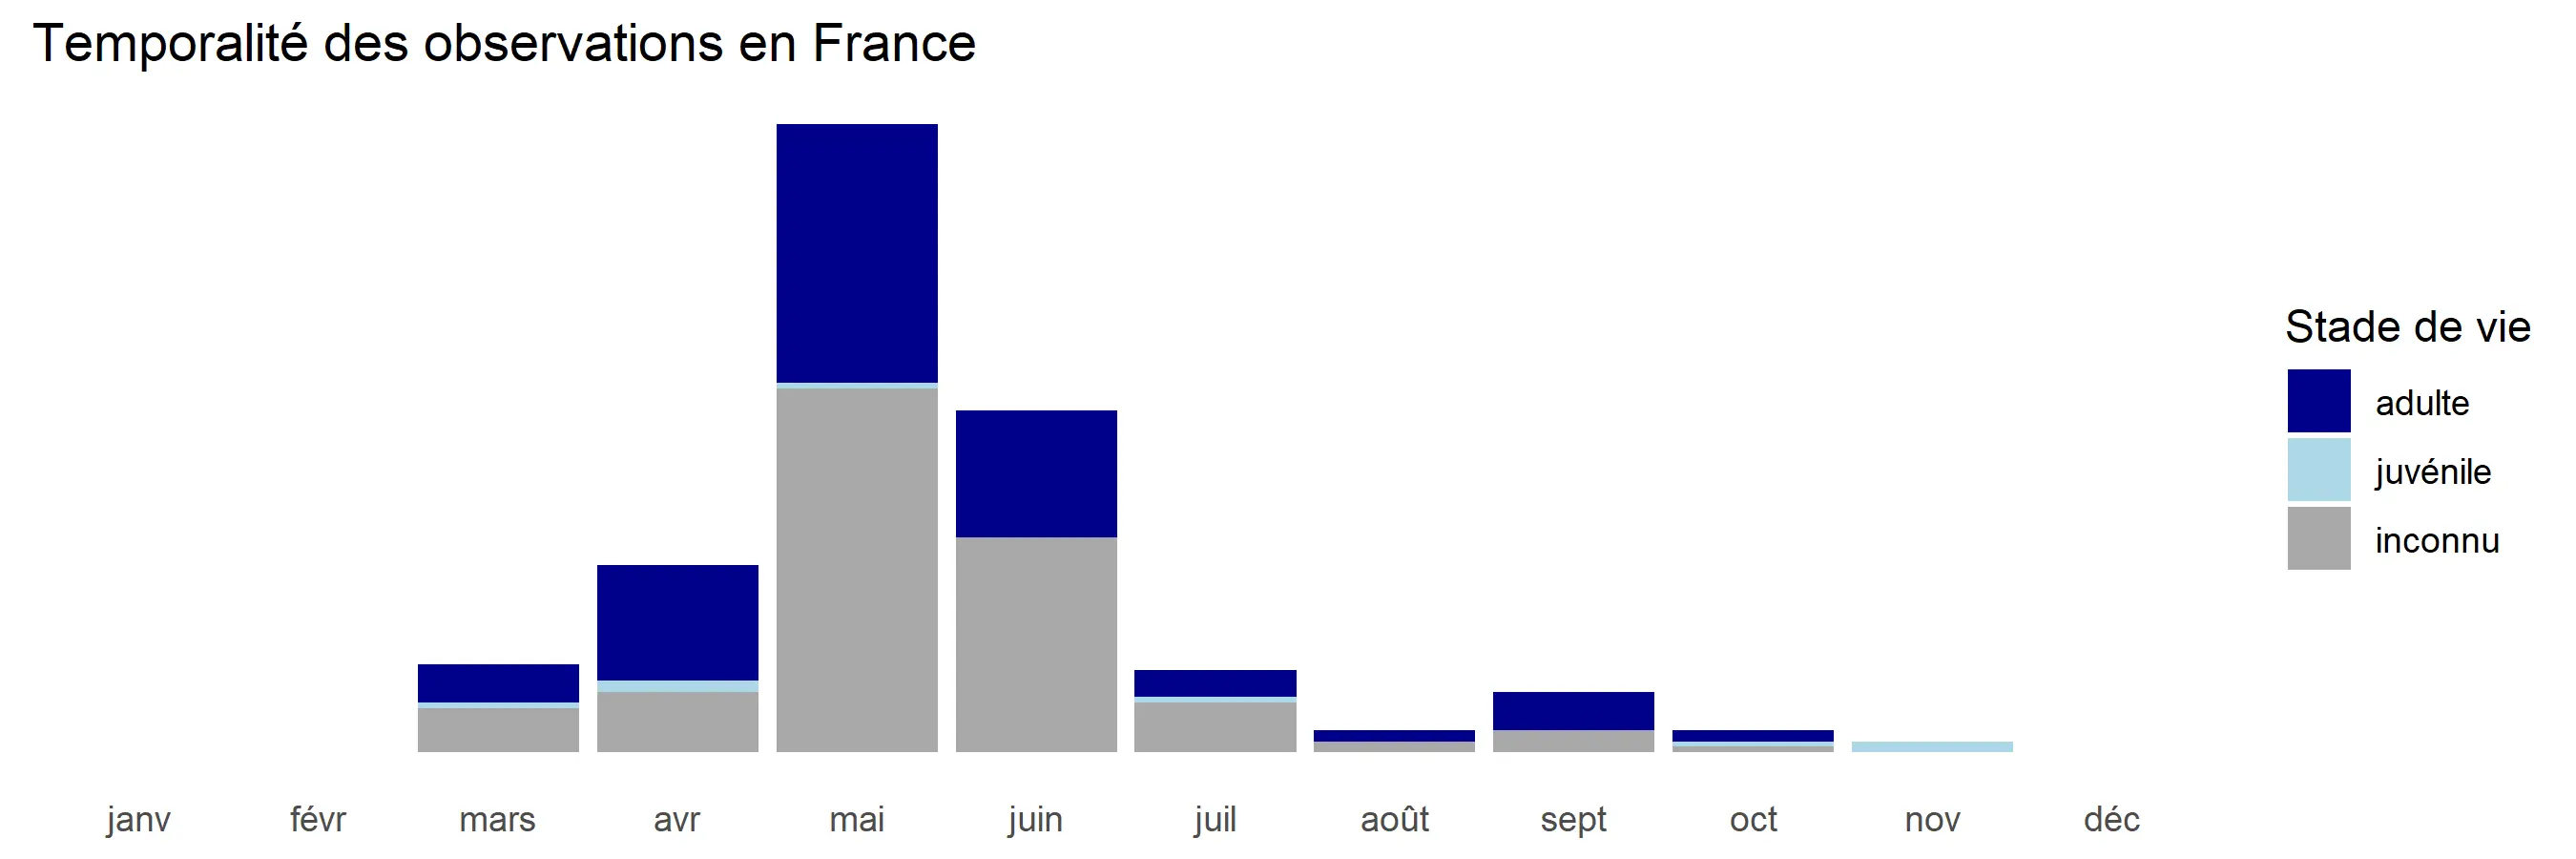 Temporalité des observations en France
Stade de vie
adulte
juvénile
inconnu
janv févr mars avr mai juin juil août sept oct nov déc